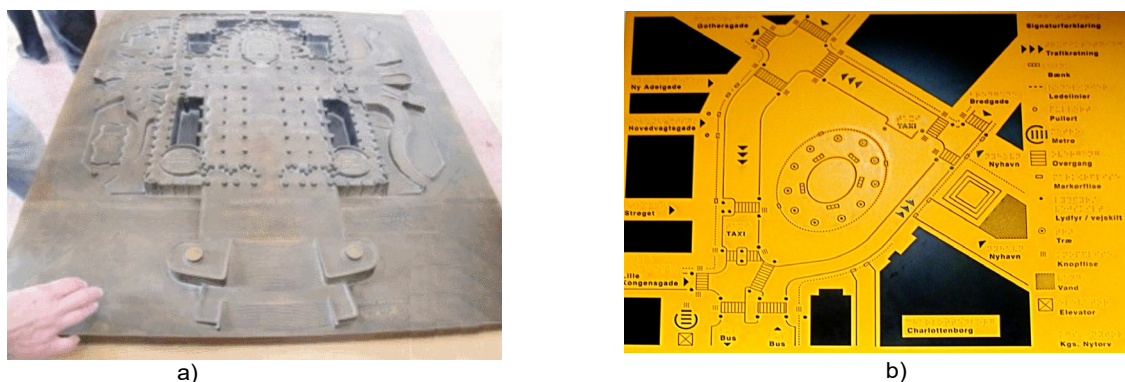 Gothersgade
Signaturforklaring
Trafikretning
Bænk
Ny Adelgade
Ledelinier
Bredgade
Pullert
Hovedvagtsgade
TAXI
Metro
Overgang
Nyhavn
Markørflise
Strøget
Lydfyr / vejskilt
TAXI
Træ
Nyhavn
Knopflise
Lille
Kongensgade
Vand
Elevator
Charlottenborg
Bus
Bus
Kgs. Nytorv
a)
b)